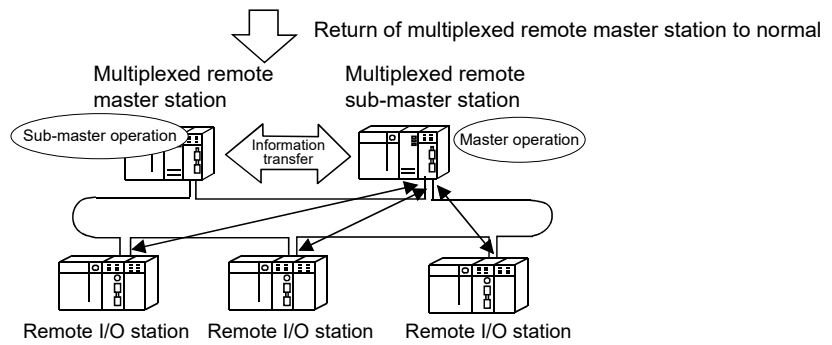 Return of multiplexed remote master station to normal
Multiplexed remote
master station
Multiplexed remote
sub-master station
Sub-master operation
Information
transfer
Master operation
Remote I/O station
Remote I/O station
Remote I/O station